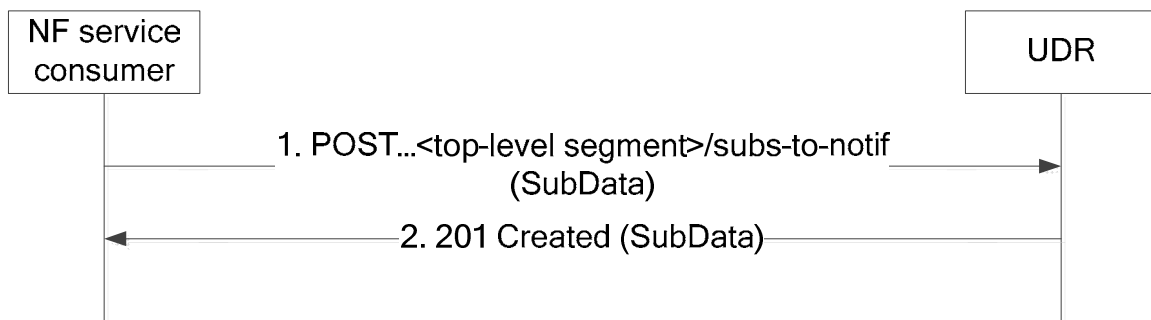 NF service
consumer
UDR
1. POST...<top-level segment>/subs-to-notif
(SubData)
2. 201 Created (SubData)